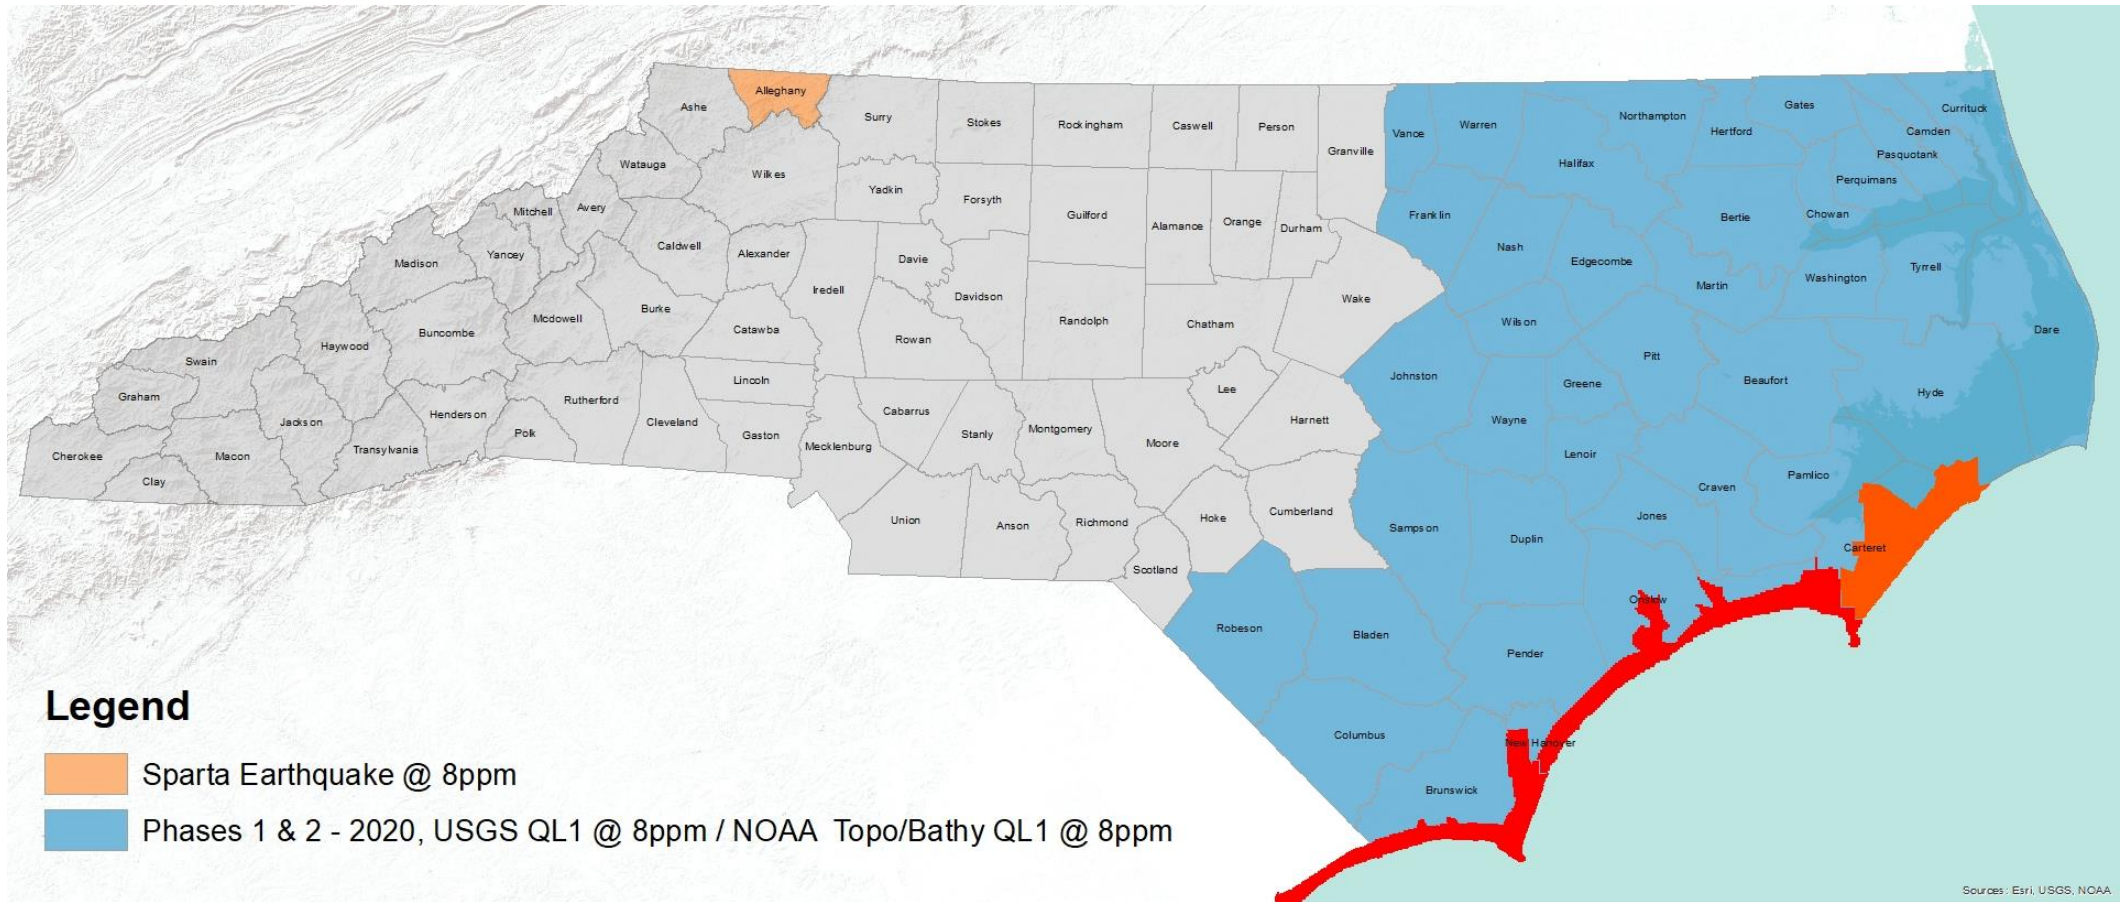 Alleghany
Ashe
Surry
Stokes
Rockingham
Caswell
Person
Granville
Vance
Warren
Northampton
Hertford
Gates
Currituck
Camden
Pasquotank
Perquimans
Halifax
Watauga
Wilkes
Yadkin
Forsyth
Guilford
Alamance
Orange
Durham
Franklin
Nash
Edgecombe
Bertie
Chowan
Mitchell
Avery
Yancey
Madison
Caldwell
Alexander
Iredell
Davie
Davidson
Randolph
Chatham
Wake
Martin
Washington
Tyrrell
Dare
Wilson
Pitt
Beaufort
Hyde
Swain
Haywood
Buncombe
Mcdowell
Burke
Catawba
Rowan
Lincoln
Lee
Johnston
Greene
Wayne
Graham
Jackson
Henderson
Rutherford
Polk
Cleveland
Gaston
Mecklenburg
Cabarrus
Stanly
Montgomery
Moore
Harnett
Lenoir
Craven
Pamlico
Cherokee
Clay
Macon
Transylvania
Union
Anson
Richmond
Scotland
Hoke
Cumberland
Sampson
Duplin
Jones
Carteret
Onslow
Robeson
Bladen
Pender
Columbus
New Hanover
Brunswick
Legend
Sparta Earthquake @ 8ppm
Phases 1 & 2 - 2020, USGS QL1 @ 8ppm / NOAA Topo/Bathy QL1 @ 8ppm
Sources: Esri, USGS, NOAA